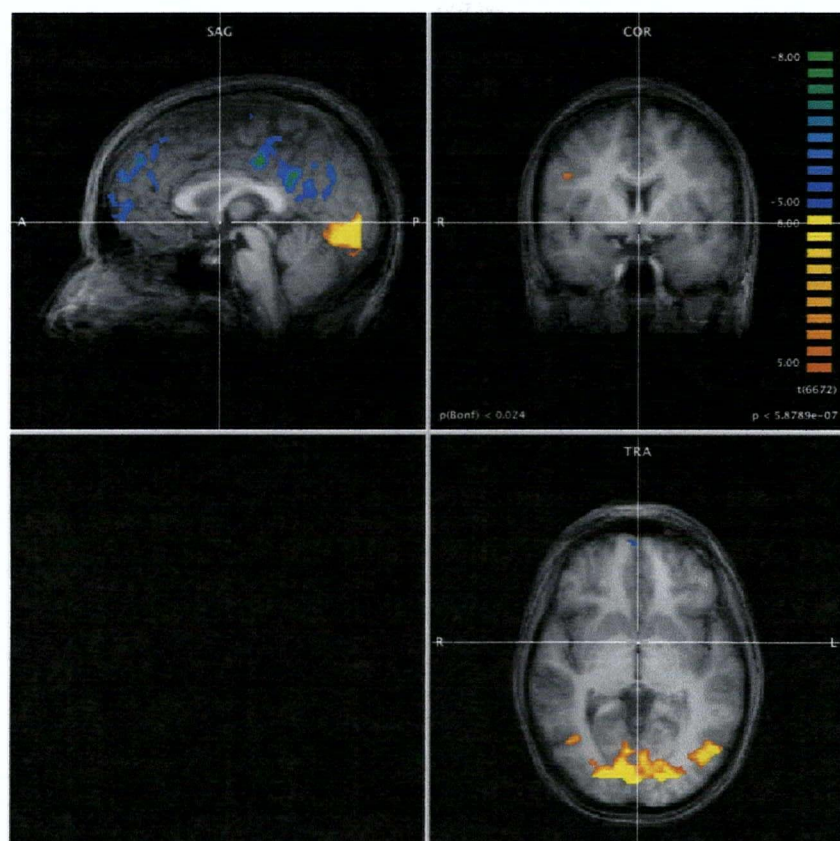 SAG
A
P
COR
R
-8.00
-5.00
8.00
5.00
t(6672)
p(Bonf) < 0.024
p < 5.8789e-07
TRA
R
L